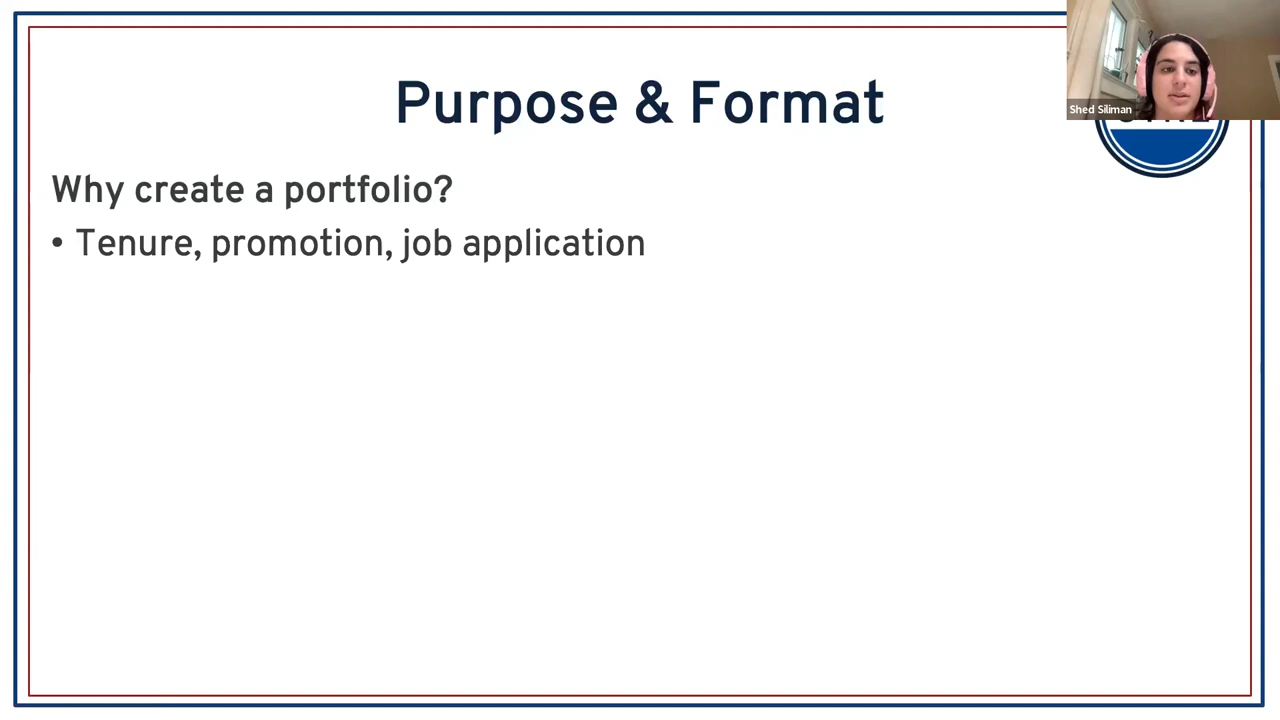 Purpose & Format
Shed Siliman
Why create a portfolio?
• Tenure, promotion, job application